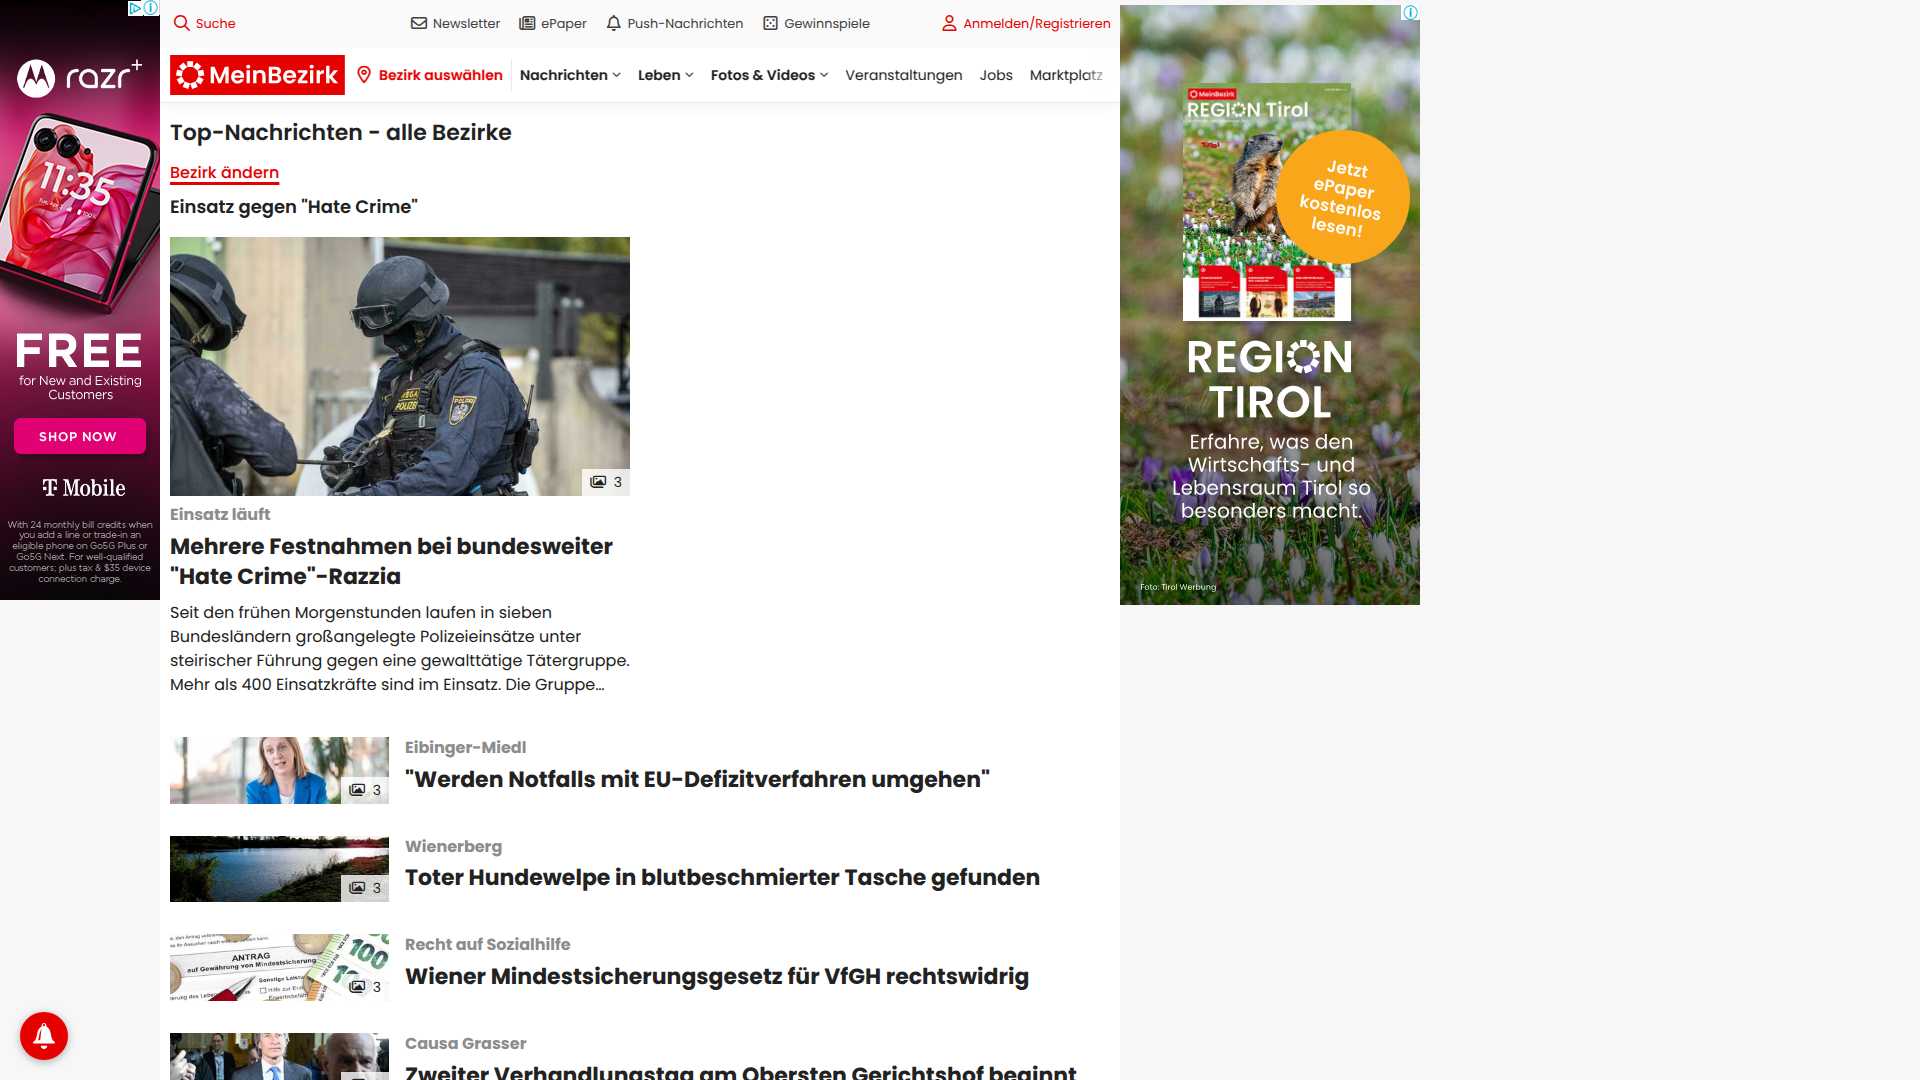 Suche
Newsletter
ePaper
Push-Nachrichten
Gewinnspiele
Anmelden/Registrieren
MeinBezirk
Bezirk auswählen
Nachrichten
Leben
Fotos & Videos
Veranstaltungen
Jobs
Marktplatz
razr+
11:35
FREE
for New and Existing
Customers
SHOP NOW
T Mobile
With 24 monthly bill credits when
you add a line or trade-in an
eligible phone on Go5G Plus or
Go5G Next. For well-qualified
customers; plus tax & $35 device
connection charge.
Top-Nachrichten - alle Bezirke
Bezirk ändern
Einsatz gegen "Hate Crime"
POLIZEI
3
Einsatz läuft
Mehrere Festnahmen bei bundesweiter
"Hate Crime"-Razzia
Seit den frühen Morgenstunden laufen in sieben
Bundesländern großangelegte Polizeieinsätze unter
steirischer Führung gegen eine gewalttätige Tätergruppe.
Mehr als 400 Einsatzkräfte sind im Einsatz. Die Gruppe...
3
Eibinger-Miedl
"Werden Notfalls mit EU-Defizitverfahren umgehen"
3
Wienerberg
Toter Hundewelpe in blutbeschmierter Tasche gefunden
ANTRAG
auf Gewährung von Mindestsicherung
100
3
Recht auf Sozialhilfe
Wiener Mindestsicherungsgesetz für VfGH rechtswidrig
Causa Grasser
Zweiter Verhandlungstag am Obersten Gerichtshof beginnt
MeinBezirk
REGION Tirol
Jetzt
ePaper
kostenlos
lesen!
REGION
TIROL
Erfahre, was den
Wirtschafts- und
Lebensraum Tirol so
besonders macht.
Foto: Tirol Werbung